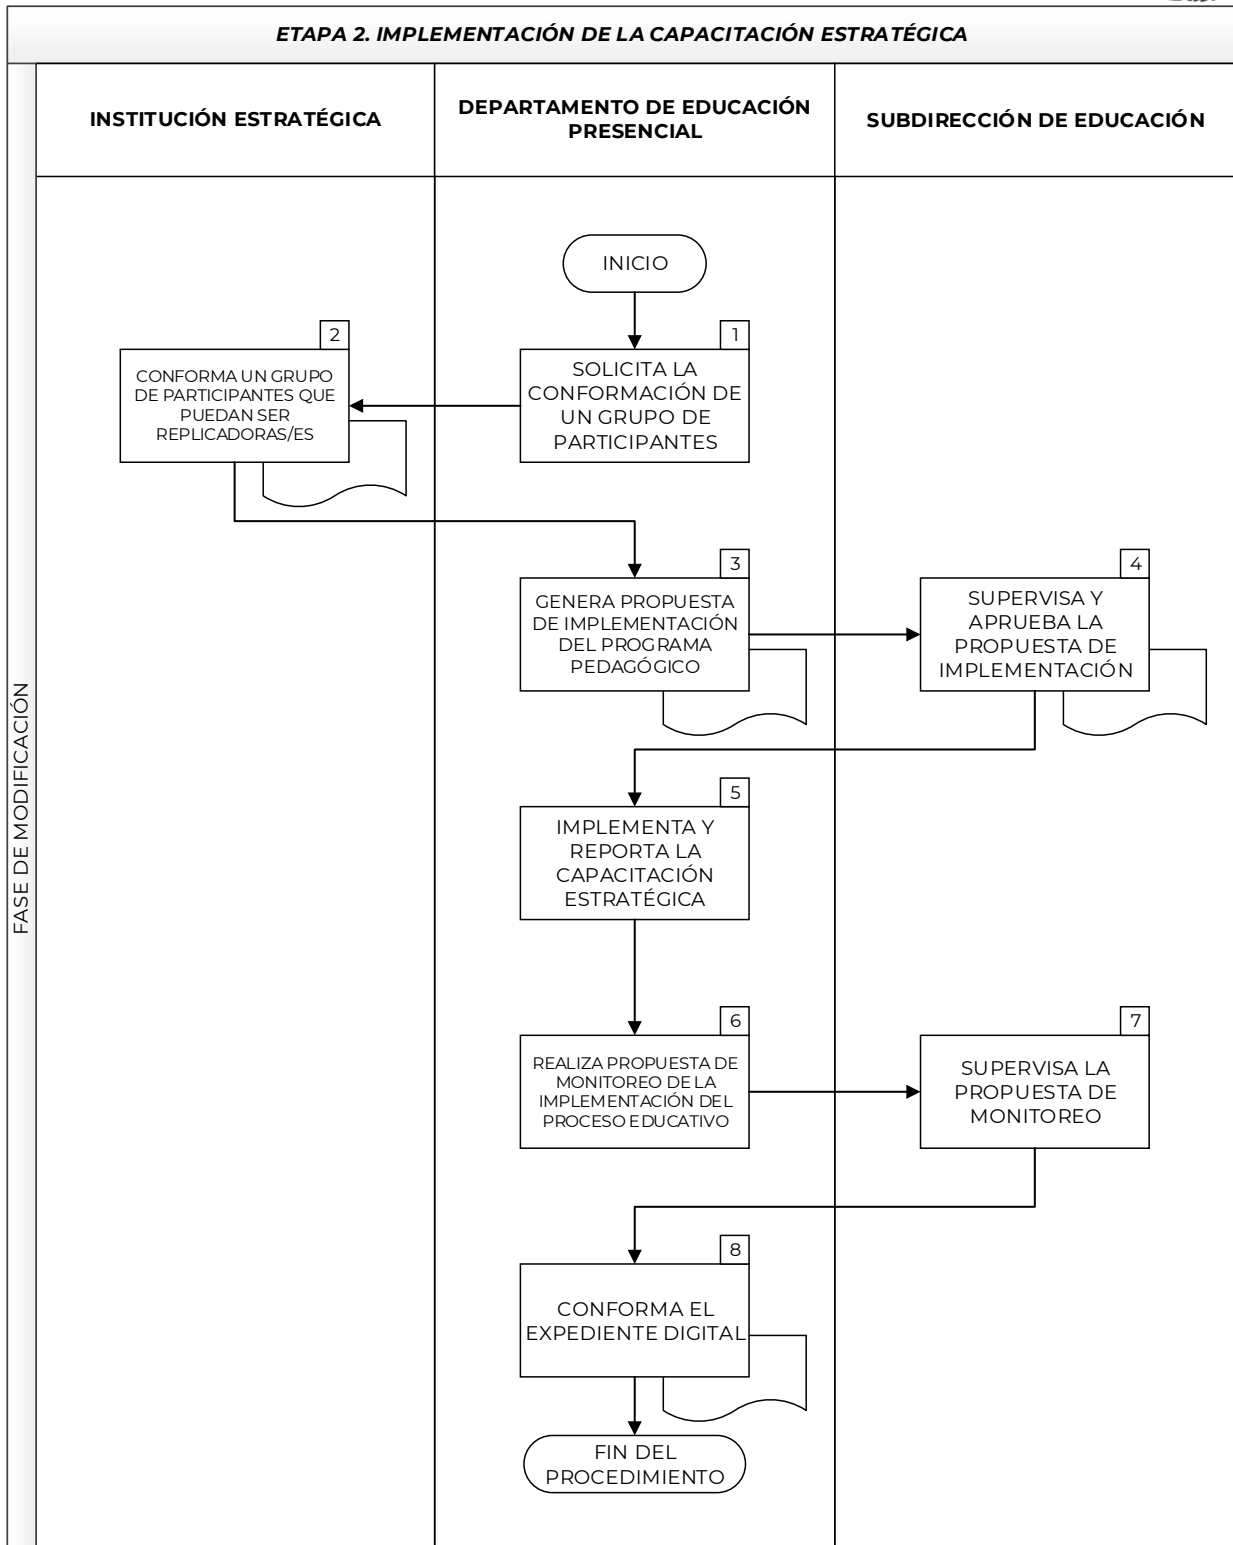 ETAPA 2. IMPLEMENTACIÓN DE LA CAPACITACIÓN ESTRATÉGICA
INSTITUCIÓN ESTRATÉGICA
DEPARTAMENTO DE EDUCACIÓN
PRESENCIAL
SUBDIRECCIÓN DE EDUCACIÓN
FASE DE MODIFICACIÓN
INICIO
1
SOLICITA LA
CONFORMACIÓN DE
UN GRUPO DE
PARTICIPANTES
2
CONFORMA UN GRUPO
DE PARTICIPANTES QUE
PUEDAN SER
REPLICADORAS/ES
3
GENERA PROPUESTA
DE IMPLEMENTACIÓN
DEL PROGRAMA
PEDAGÓGICO
4
SUPERVISA Y
APRUEBA LA
PROPUESTA DE
IMPLEMENTACIÓN
5
IMPLEMENTA Y
REPORTA LA
CAPACITACIÓN
ESTRATÉGICA
6
REALIZA PROPUESTA DE
MONITOREO DE LA
IMPLEMENTACIÓN DEL
PROCESO EDUCATIVO
7
SUPERVISA LA
PROPUESTA DE
MONITOREO
8
CONFORMA EL
EXPEDIENTE DIGITAL
FIN DEL
PROCEDIMIENTO